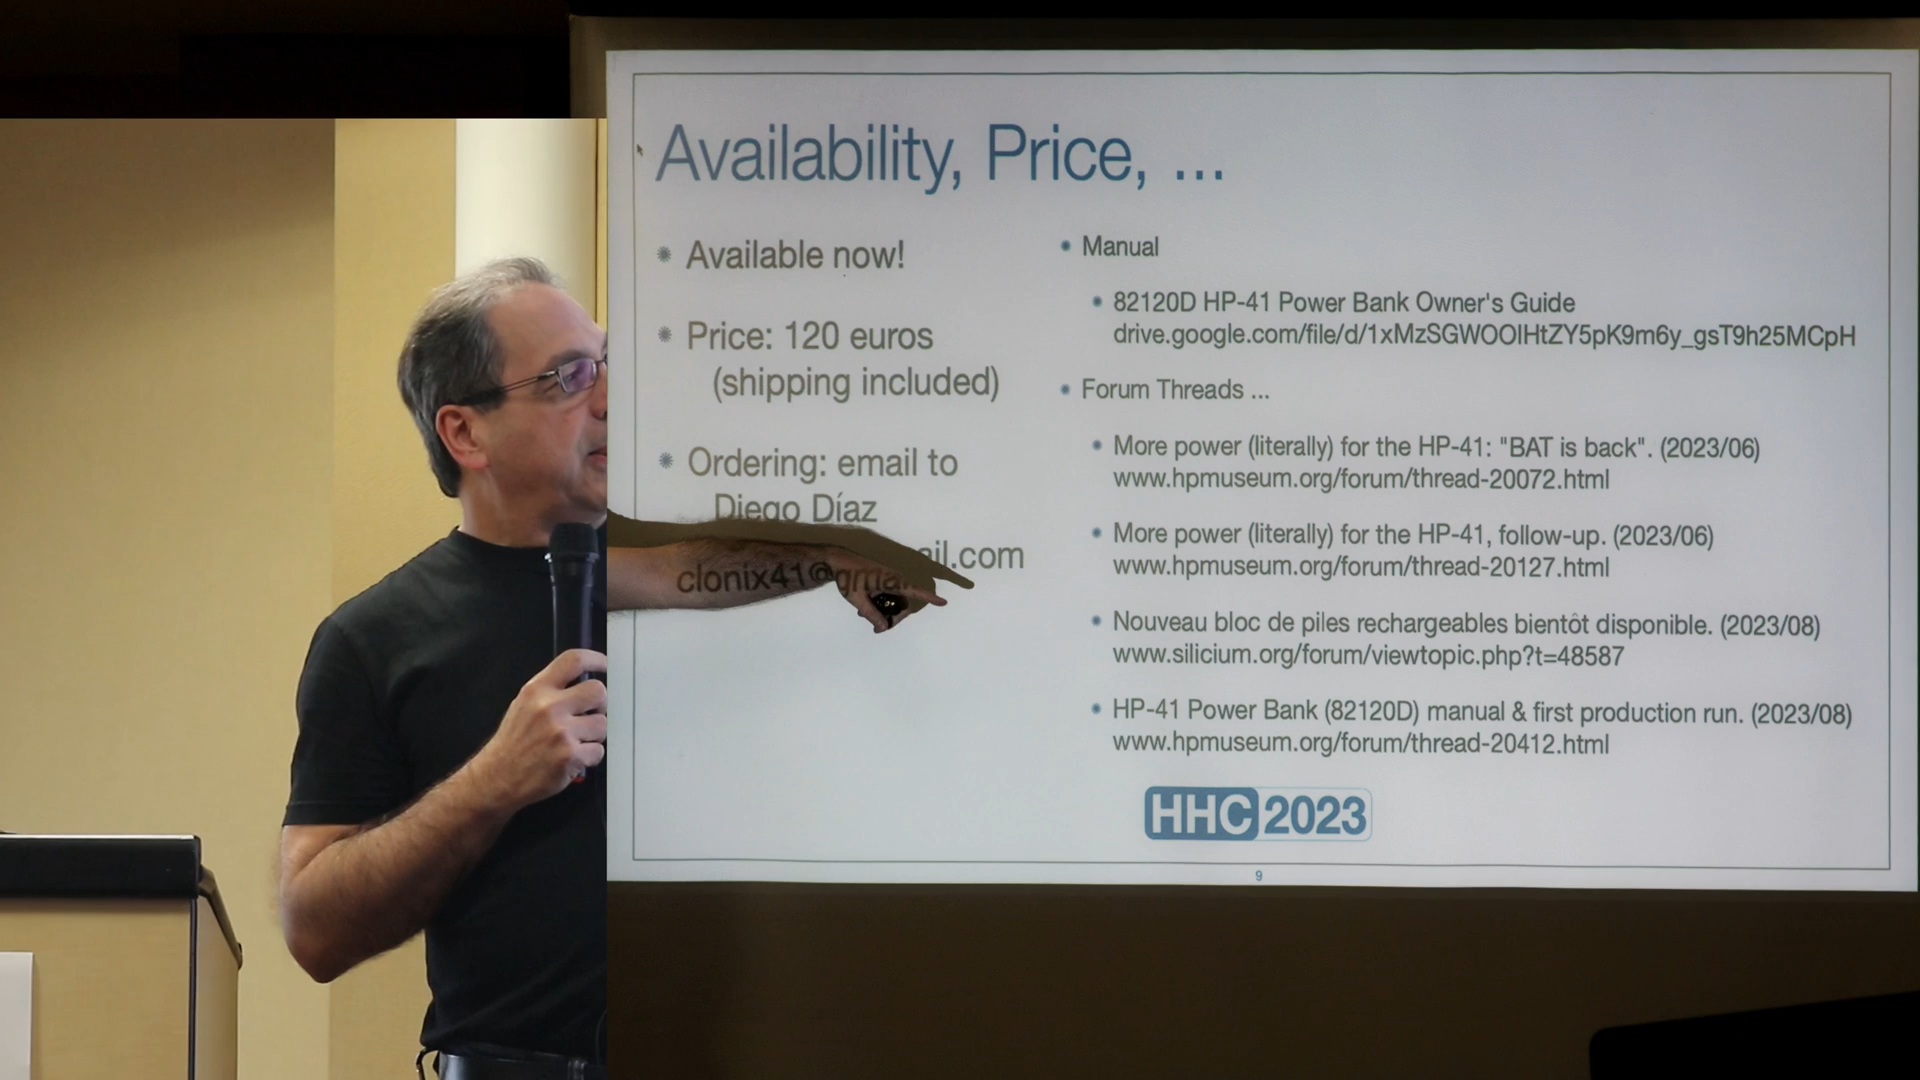 Availability, Price, ...
Available now!
Price: 120 euros
(shipping included)
Ordering: email to
Diego Díaz
clonix41@gmail.com
Manual
82120D HP-41 Power Bank Owner's Guide
drive.google.com/file/d/1xMzSGWOOlHtZY5pK9m6y_gsT9h25MCpH
Forum Threads ...
More power (literally) for the HP-41: "BAT is back". (2023/06)
www.hpmuseum.org/forum/thread-20072.html
More power (literally) for the HP-41, follow-up. (2023/06)
www.hpmuseum.org/forum/thread-20127.html
Nouveau bloc de piles rechargeables bientôt disponible. (2023/08)
www.silicium.org/forum/viewtopic.php?t=48587
HP-41 Power Bank (82120D) manual & first production run. (2023/08)
www.hpmuseum.org/forum/thread-20412.html
HHC 2023
9